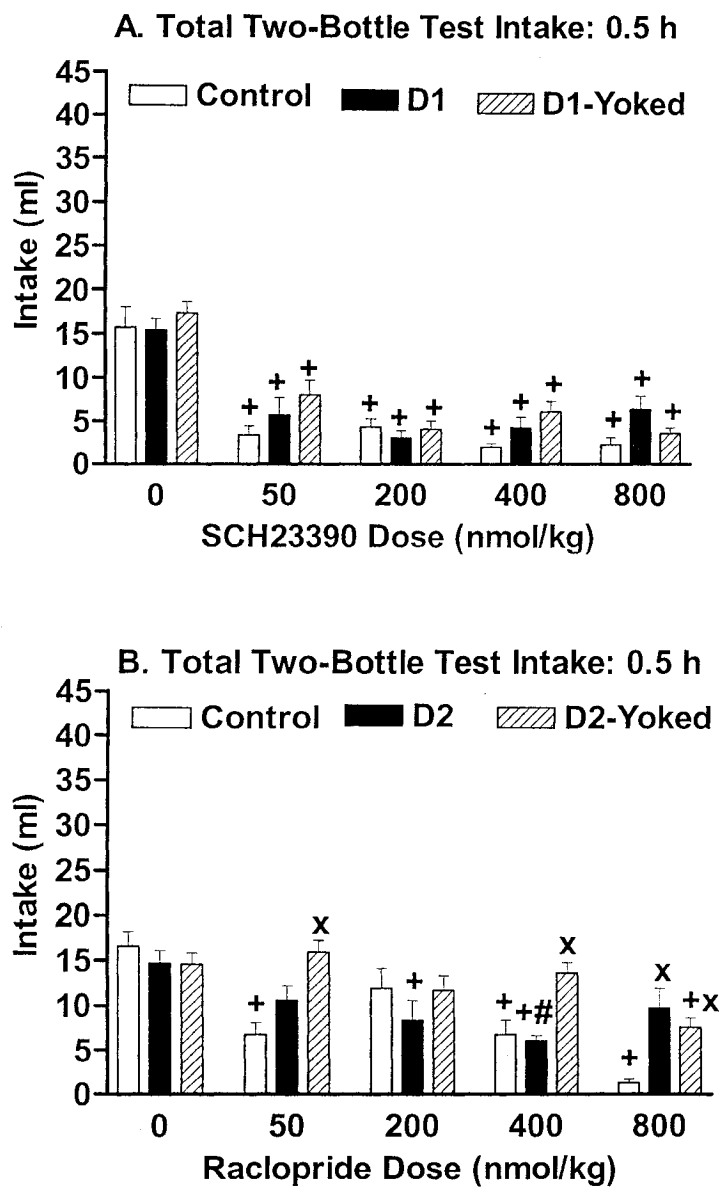 A. Total Two-Bottle Test Intake: 0.5 h
Control D1 D1-Yoked
Intake (ml)
45
40
35
30
25
20
15
10
5
0
+ + +
+ + +
+ + +
+ + +
0 50 200 400 800
SCH23390 Dose (nmol/kg)
B. Total Two-Bottle Test Intake: 0.5 h
Control D2 D2-Yoked
Intake (ml)
45
40
35
30
25
20
15
10
5
0
+ x
+
+ +# x
+ x +x
0 50 200 400 800
Raclopride Dose (nmol/kg)